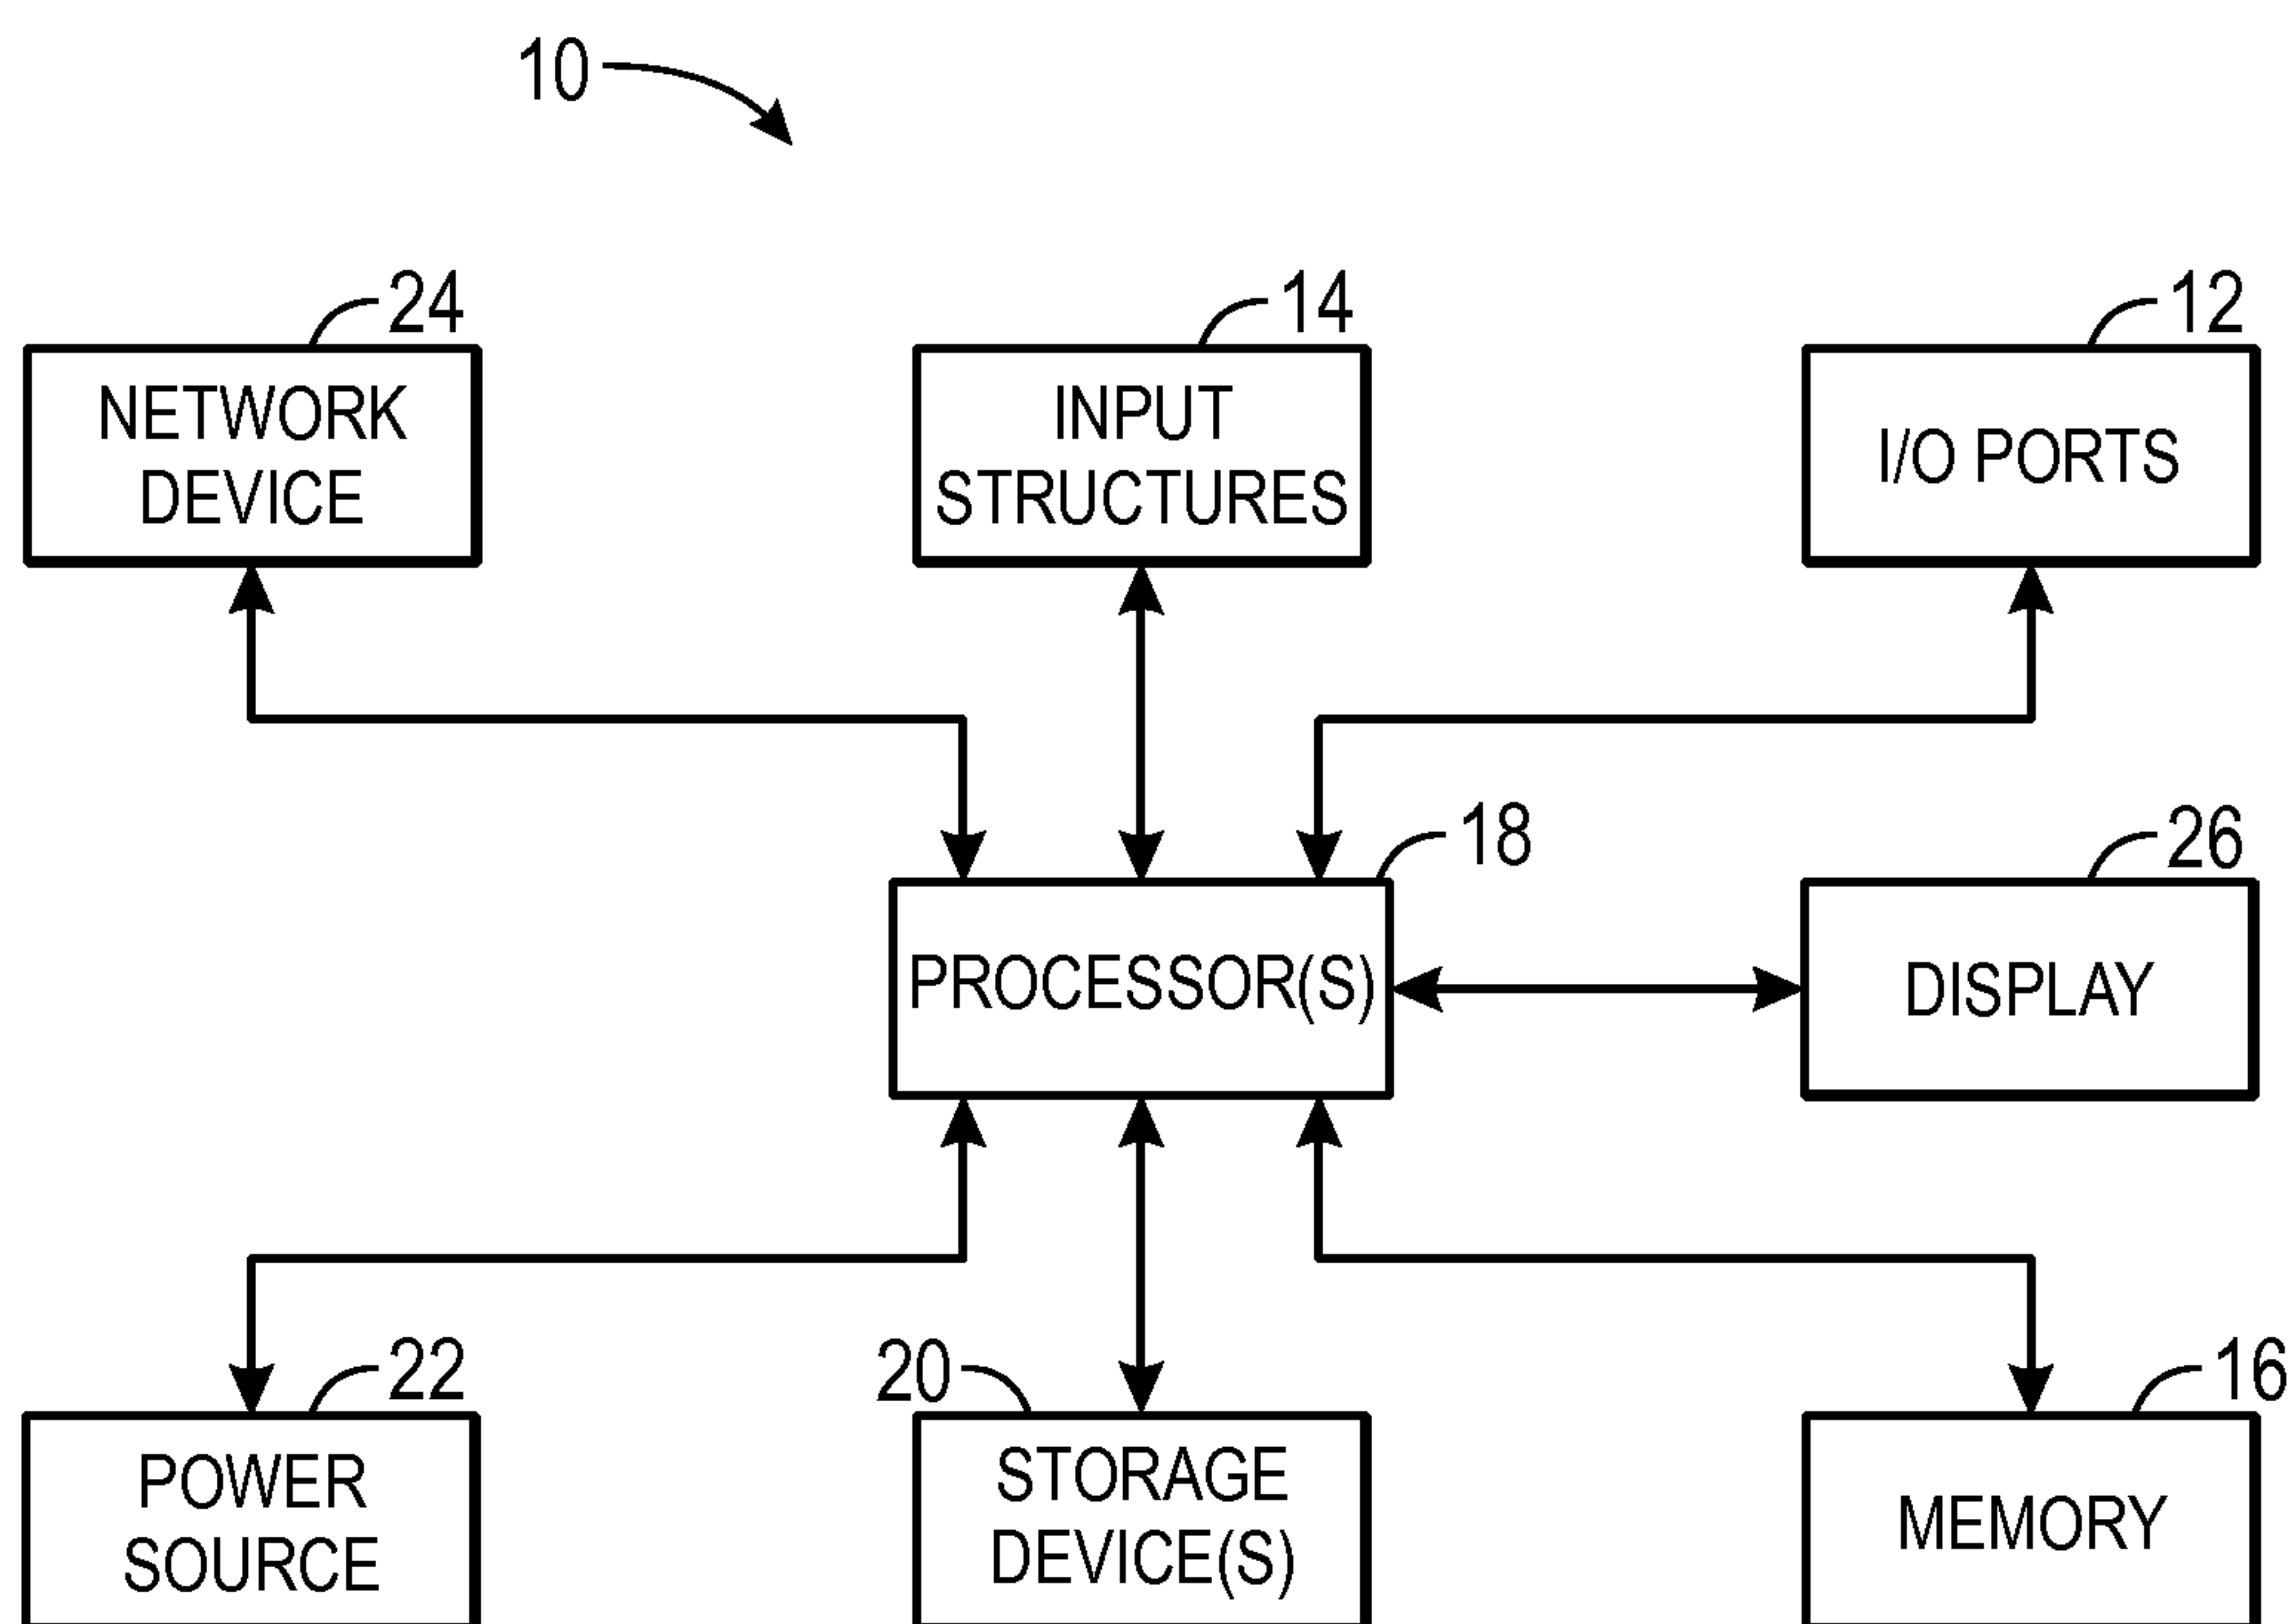 10
24
14
12
NETWORK
DEVICE
INPUT
STRUCTURES
I/O PORTS
18
26
PROCESSOR(S)
DISPLAY
22
20
16
POWER
SOURCE
STORAGE
DEVICE(S)
MEMORY